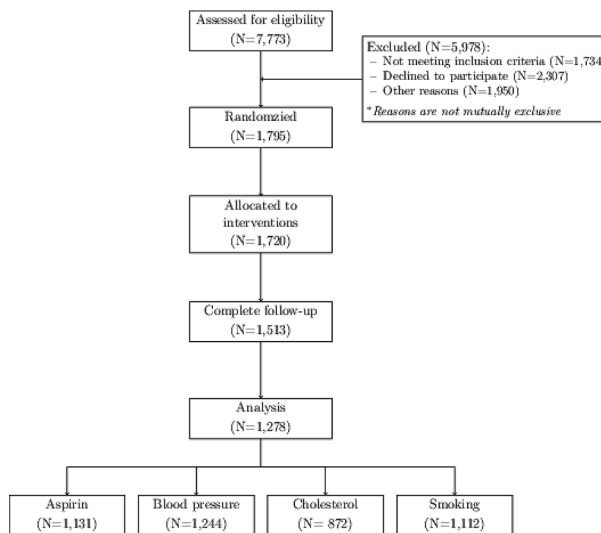 Assessed for eligibility
(N=7,773)
Excluded (N=5,978):
– Not meeting inclusion criteria (N=1,734
– Declined to participate (N=2,307)
– Other reasons (N=1,950)
*Reasons are not mutually exclusive
Randomzied
(N=1,795)
Allocated to
interventions
(N=1,720)
Complete follow-up
(N=1,513)
Analysis
(N=1,278)
Aspirin
(N=1,131)
Blood pressure
(N=1,244)
Cholesterol
(N= 872)
Smoking
(N=1,112)